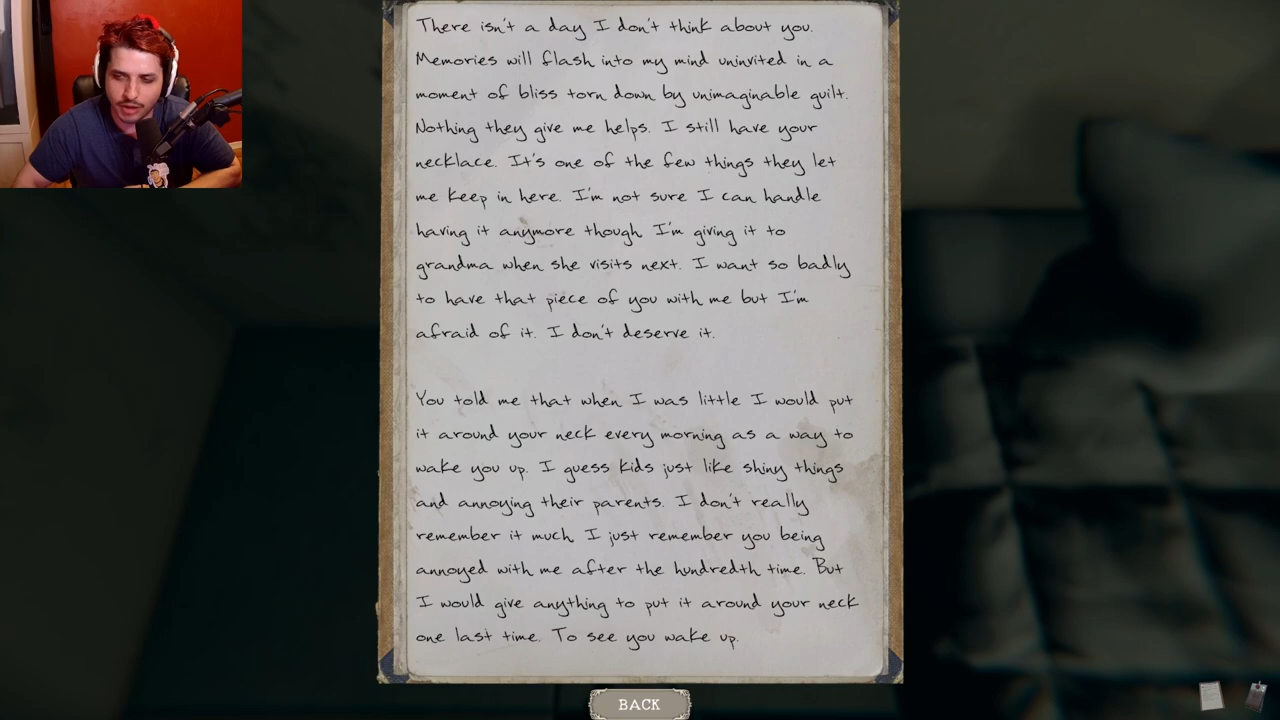 There isn't a day I don't think about you.
Memories will flash into my mind uninvited in a
moment of bliss torn down by unimaginable guilt.
Nothing they give me helps. I still have your
necklace. It's one of the few things they let
me keep in here. I'm not sure I can handle
having it anymore though I'm giving it to
grandma when she visits next. I want so badly
to have that piece of you with me but I'm
afraid of it. I don't deserve it.
You told me that when I was little I would put
it around your neck every morning as a way to
wake you up. I guess kids just like shiny things
and annoying their parents. I don't really
remember it much, I just remember you being
annoyed with me after the hundredth time. But
I would give anything to put it around your neck
one last time. To see you wake up.
BACK